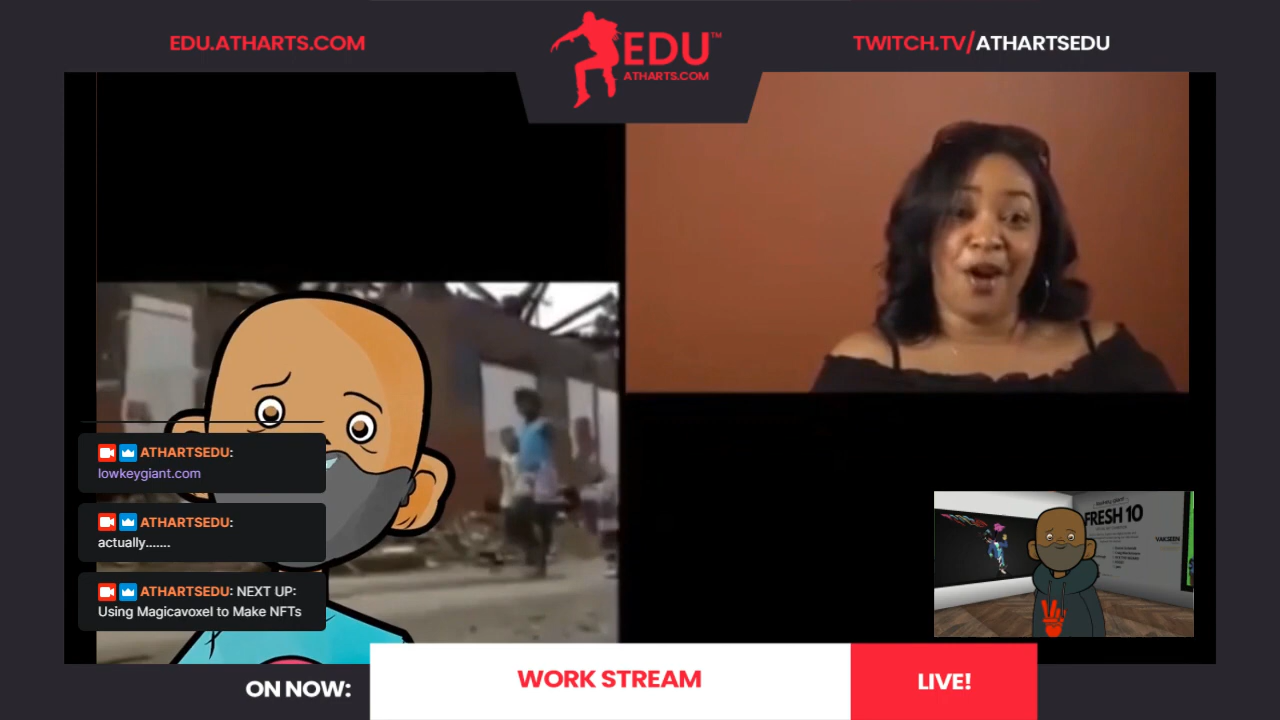 EDU.ATHARTS.COM
EDU™
ATHARTS.COM
TWITCH.TV/ATHARTSEDU
ATHARTSEDU:
lowkeygiant.com
ATHARTSEDU:
actually.......
ATHARTSEDU: NEXT UP:
Using Magicavoxel to Make NFTs
FRESH 10
ON NOW:
WORK STREAM
LIVE!